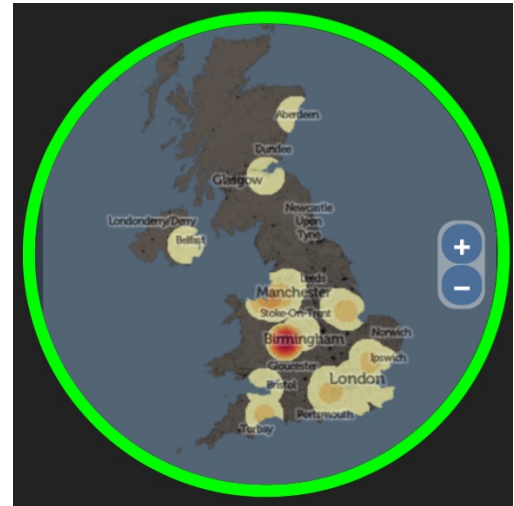 Aberdeen
Dundee
Glasgow
Newcastle
Upon
Tyne
Londonderry/Derry
Belfast
Leeds
Manchester
Stoke-On-Trent
Norwich
Birmingham
Ipswich
Gloucester
London
Bristol
Portsmouth
Torbay
+
−